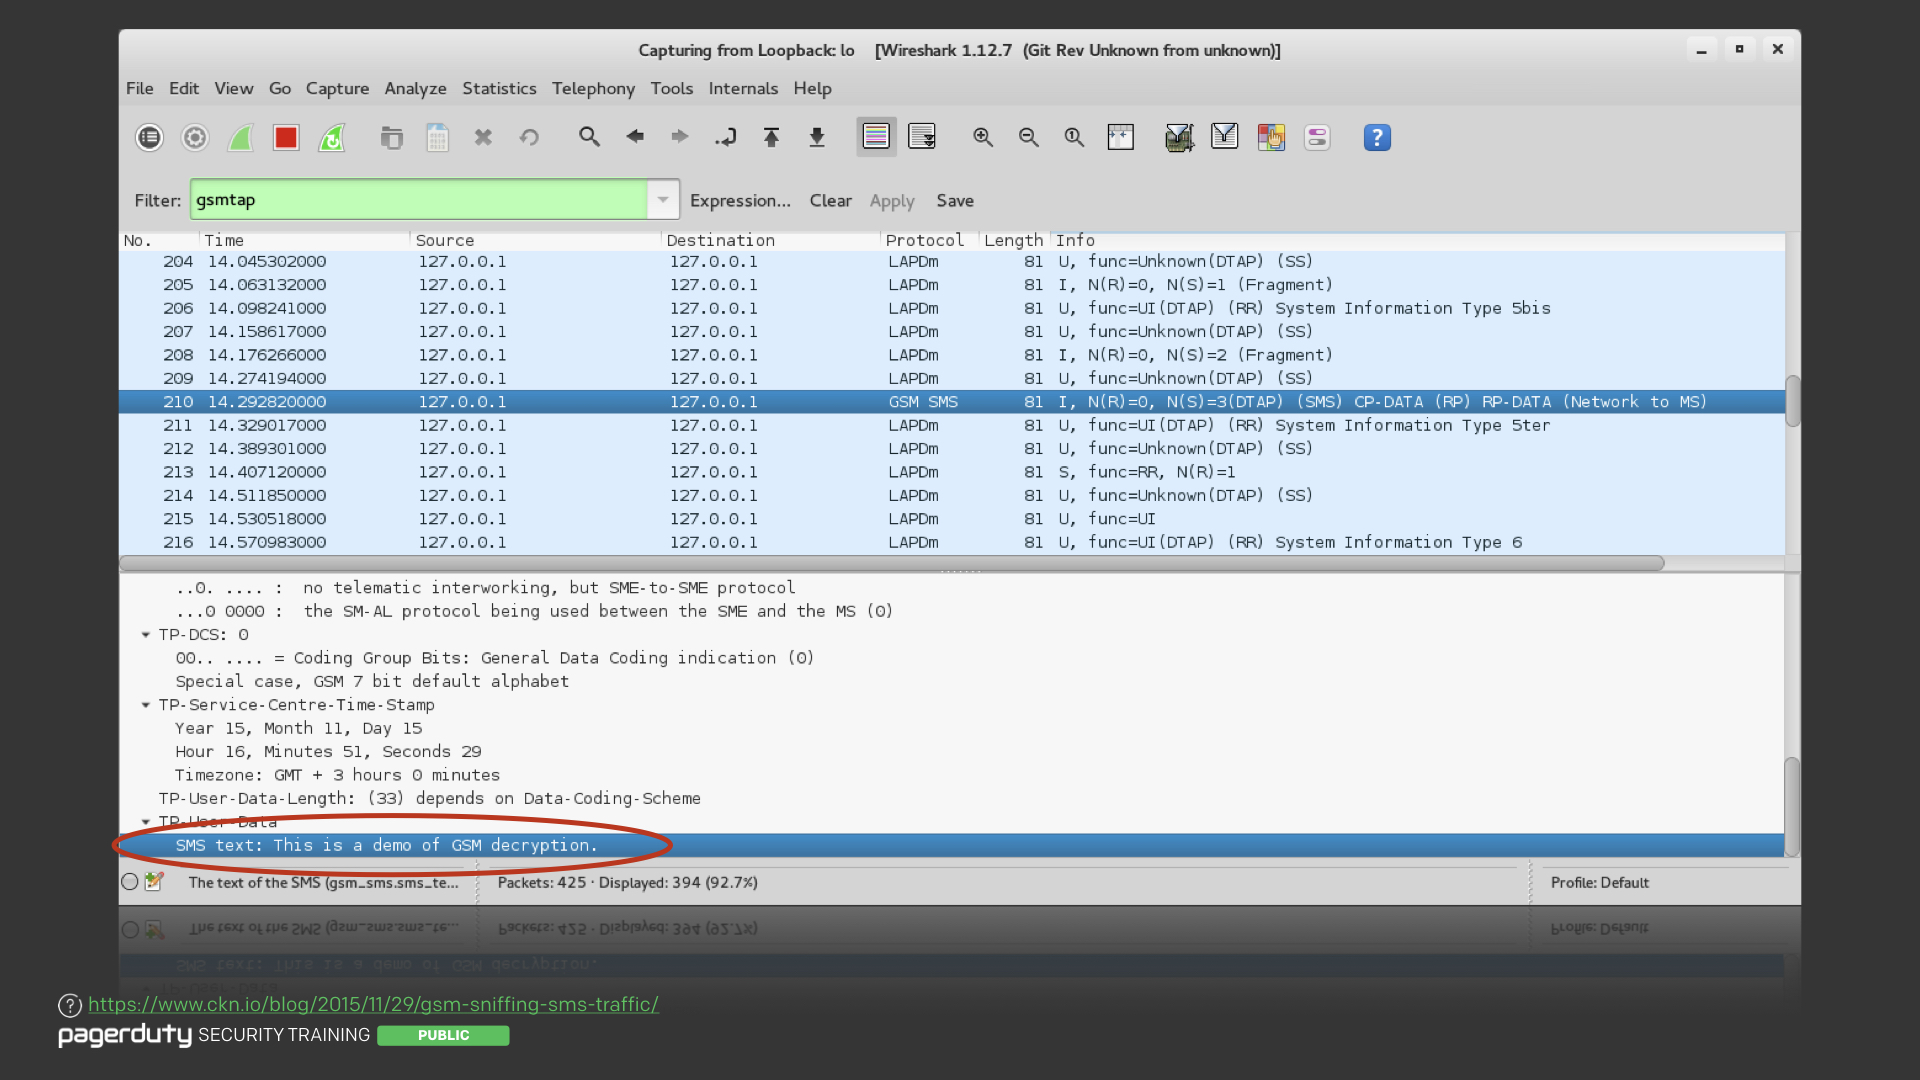 Capturing from Loopback: lo [Wireshark 1.12.7 (Git Rev Unknown from unknown)]
File Edit View Go Capture Analyze Statistics Telephony Tools Internals Help
Filter: gsmtap Expression... Clear Apply Save
No. Time Source Destination Protocol Length Info
204 14.045302000 127.0.0.1 127.0.0.1 LAPDm 81 U, func=Unknown(DTAP) (SS)
205 14.063132000 127.0.0.1 127.0.0.1 LAPDm 81 I, N(R)=0, N(S)=1 (Fragment)
206 14.098241000 127.0.0.1 127.0.0.1 LAPDm 81 U, func=UI(DTAP) (RR) System Information Type 5bis
207 14.158617000 127.0.0.1 127.0.0.1 LAPDm 81 U, func=Unknown(DTAP) (SS)
208 14.176266000 127.0.0.1 127.0.0.1 LAPDm 81 I, N(R)=0, N(S)=2 (Fragment)
209 14.274194000 127.0.0.1 127.0.0.1 LAPDm 81 U, func=Unknown(DTAP) (SS)
210 14.292820000 127.0.0.1 127.0.0.1 GSM SMS 81 I, N(R)=0, N(S)=3(DTAP) (SMS) CP-DATA (RP) RP-DATA (Network to MS)
211 14.329017000 127.0.0.1 127.0.0.1 LAPDm 81 U, func=UI(DTAP) (RR) System Information Type 5ter
212 14.389301000 127.0.0.1 127.0.0.1 LAPDm 81 U, func=Unknown(DTAP) (SS)
213 14.407120000 127.0.0.1 127.0.0.1 LAPDm 81 S, func=RR, N(R)=1
214 14.511850000 127.0.0.1 127.0.0.1 LAPDm 81 U, func=Unknown(DTAP) (SS)
215 14.530518000 127.0.0.1 127.0.0.1 LAPDm 81 U, func=UI
216 14.570983000 127.0.0.1 127.0.0.1 LAPDm 81 U, func=UI(DTAP) (RR) System Information Type 6
..0. .... : no telematic interworking, but SME-to-SME protocol
...0 0000 : the SM-AL protocol being used between the SME and the MS (0)
TP-DCS: 0
00.. .... = Coding Group Bits: General Data Coding indication (0)
Special case, GSM 7 bit default alphabet
TP-Service-Centre-Time-Stamp
Year 15, Month 11, Day 15
Hour 16, Minutes 51, Seconds 29
Timezone: GMT + 3 hours 0 minutes
TP-User-Data-Length: (33) depends on Data-Coding-Scheme
TP-User-Data
SMS text: This is a demo of GSM decryption.
The text of the SMS (gsm_sms.sms_te... Packets: 425 · Displayed: 394 (92.7%) Profile: Default
https://www.ckn.io/blog/2015/11/29/gsm-sniffing-sms-traffic/
pagerduty SECURITY TRAINING PUBLIC